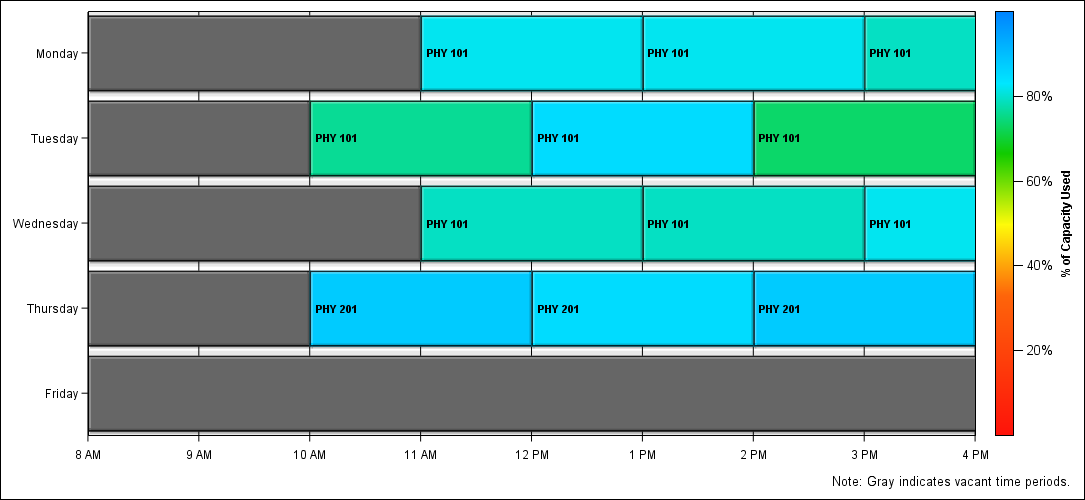 Monday
PHY 101
PHY 101
PHY 101
Tuesday
PHY 101
PHY 101
PHY 101
Wednesday
PHY 101
PHY 101
PHY 101
Thursday
PHY 201
PHY 201
PHY 201
Friday
8 AM
9 AM
10 AM
11 AM
12 PM
1 PM
2 PM
3 PM
4 PM
80%
60%
40%
20%
% of Capacity Used
Note: Gray indicates vacant time periods.